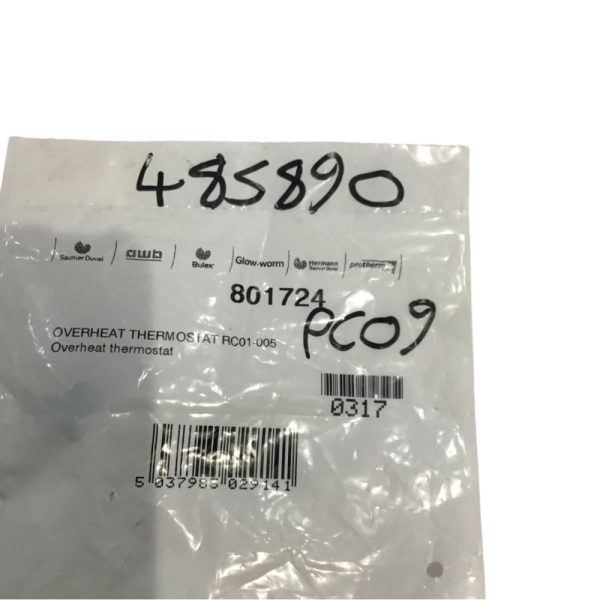 485890
Saunier Duval awb Bulex Glow-worm Hermann Saunier Duval protherm
801724
PC09
OVERHEAT THERMOSTAT RC01-005
Overheat thermostat
0317
5 037985 029141